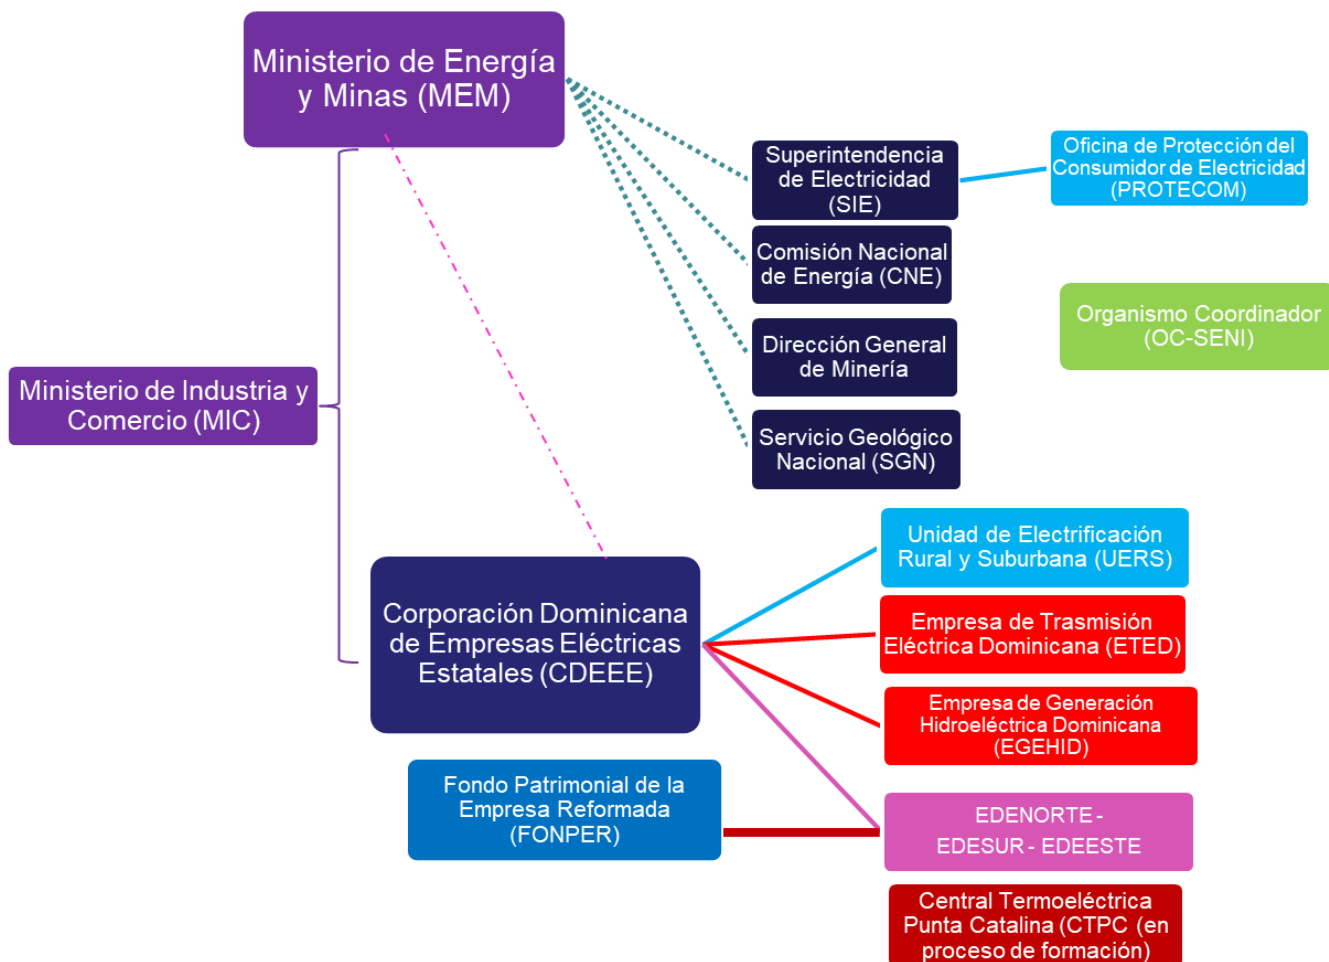 Ministerio de Energía
y Minas (MEM)
Superintendencia
de Electricidad
(SIE)
Oficina de Protección del
Consumidor de Electricidad
(PROTECOM)
Comisión Nacional
de Energía (CNE)
Organismo Coordinador
(OC-SENI)
Dirección General
de Minería
Ministerio de Industria y
Comercio (MIC)
Servicio Geológico
Nacional (SGN)
Unidad de Electrificación
Rural y Suburbana (UERS)
Corporación Dominicana
de Empresas Eléctricas
Estatales (CDEEE)
Empresa de Trasmisión
Eléctrica Dominicana (ETED)
Empresa de Generación
Hidroeléctrica Dominicana
(EGEHID)
Fondo Patrimonial de la
Empresa Reformada
(FONPER)
EDENORTE -
EDESUR - EDEESTE
Central Termoeléctrica
Punta Catalina (CTPC (en
proceso de formación)